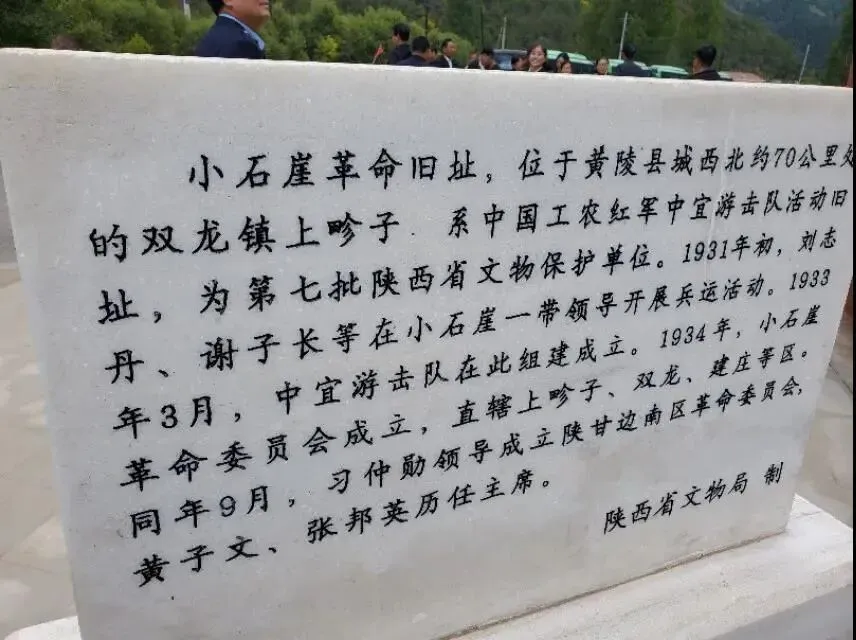 小石崖革命旧址，位于黄陵县城西北约70公里处
的双龙镇上畛子．系中国工农红军中宜游击队活动旧
址，为第七批陕西省文物保护单位。1931年初，刘志
丹、谢子长等在小石崖一带领导开展兵运活动。1933
年3月，中宜游击队在此组建成立。1934年，小石崖
革命委员会成立，直辖上畛子、双龙、建庄等区。
同年9月，习仲勋领导成立陕甘边南区革命委员会，
黄子文、张邦英历任主席。
陕西省文物局 制